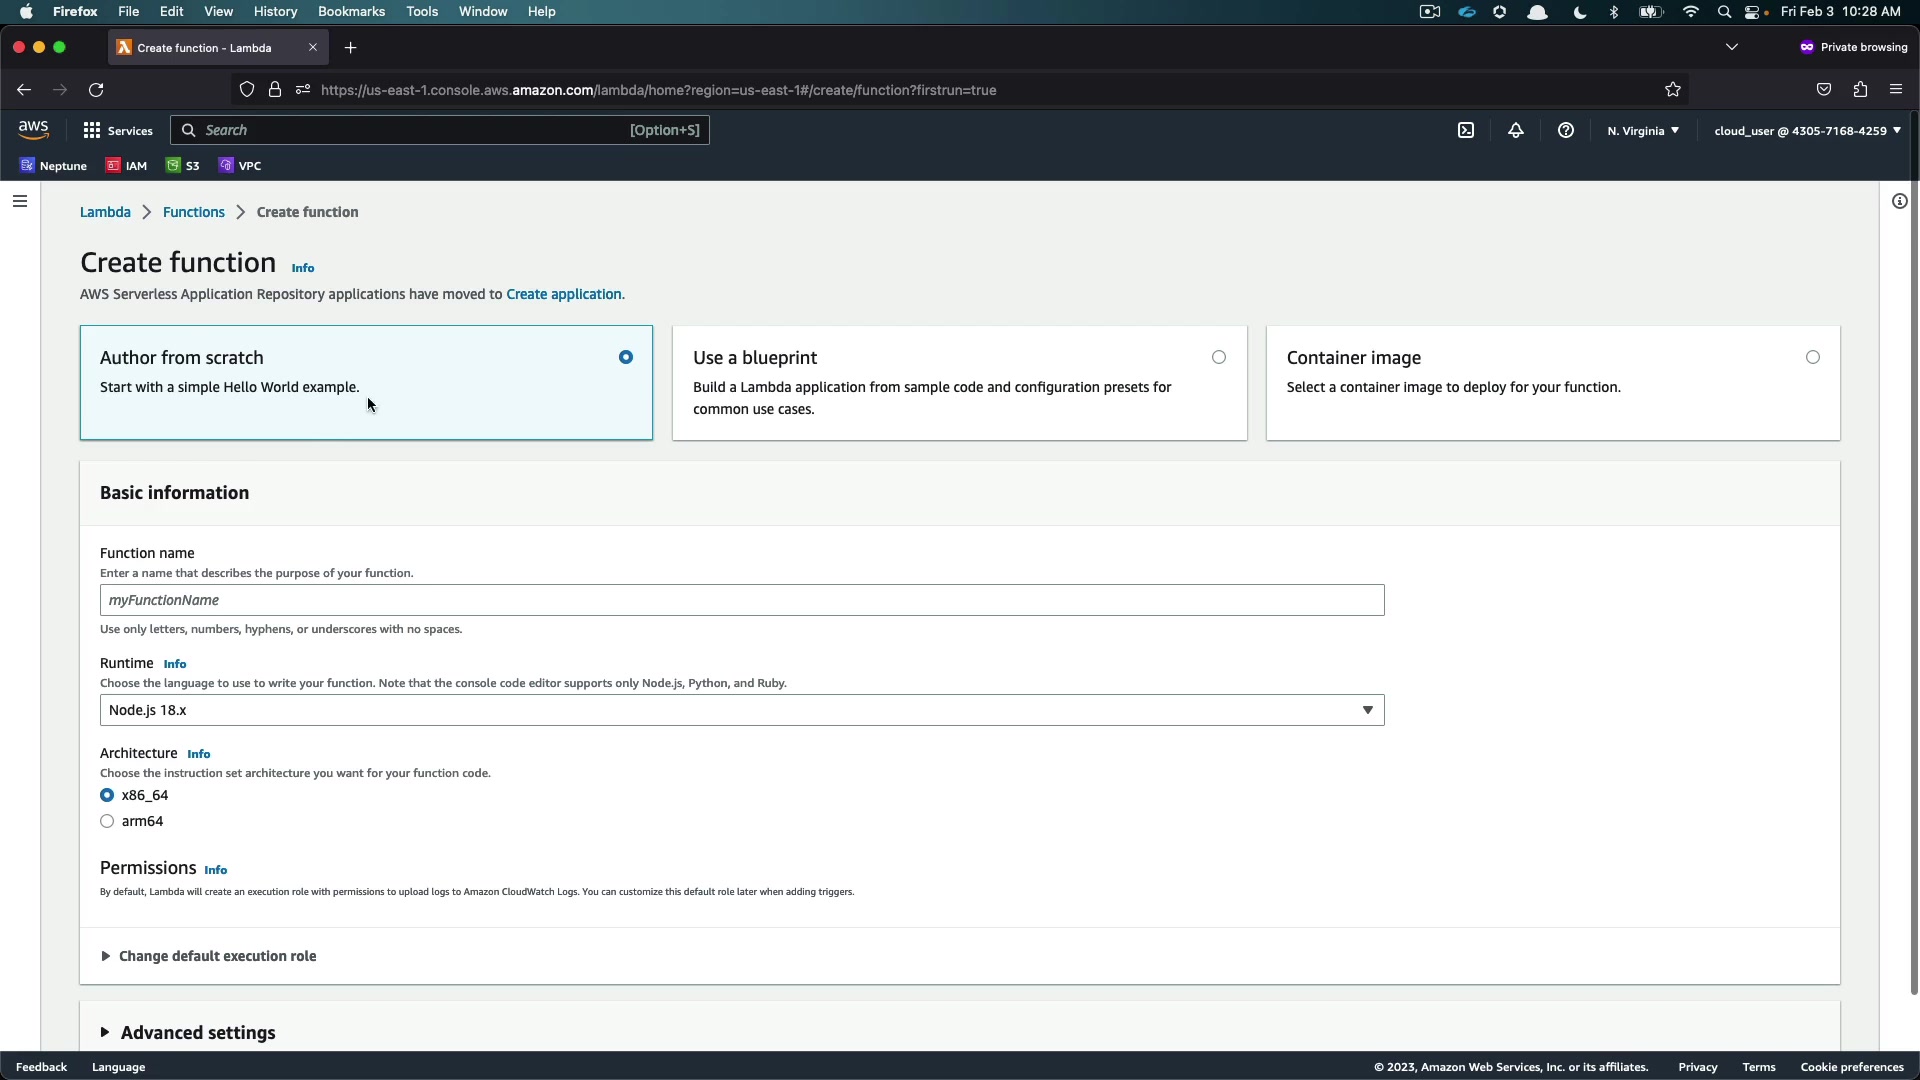 Firefox File Edit View History Bookmarks Tools Window Help Fri Feb 3 10:28 AM
Create function - Lambda Private browsing
https://us-east-1.console.aws.amazon.com/lambda/home?region=us-east-1#/create/function?firstrun=true
aws Services Search [Option+S] N. Virginia cloud_user @ 4305-7168-4259
Neptune IAM S3 VPC
Lambda Functions Create function
Create function Info
AWS Serverless Application Repository applications have moved to Create application.
Author from scratch
Start with a simple Hello World example.
Use a blueprint
Build a Lambda application from sample code and configuration presets for
common use cases.
Container image
Select a container image to deploy for your function.
Basic information
Function name
Enter a name that describes the purpose of your function.
myFunctionName
Use only letters, numbers, hyphens, or underscores with no spaces.
Runtime Info
Choose the language to use to write your function. Note that the console code editor supports only Node.js, Python, and Ruby.
Node.js 18.x
Architecture Info
Choose the instruction set architecture you want for your function code.
x86_64
arm64
Permissions Info
By default, Lambda will create an execution role with permissions to upload logs to Amazon CloudWatch Logs. You can customize this default role later when adding triggers.
Change default execution role
Advanced settings
Feedback Language © 2023, Amazon Web Services, Inc. or its affiliates. Privacy Terms Cookie preferences